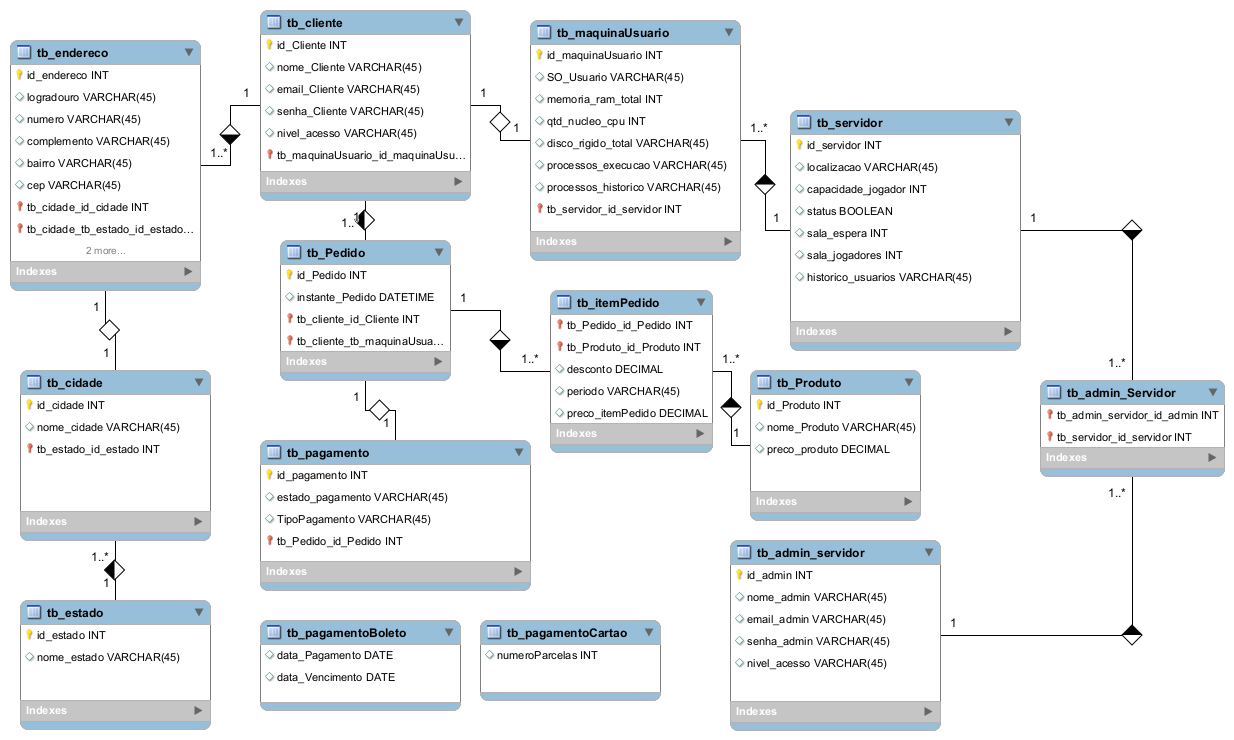 tb_endereco
id_endereco INT
logradouro VARCHAR(45)
numero VARCHAR(45)
complemento VARCHAR(45)
bairro VARCHAR(45)
cep VARCHAR(45)
tb_cidade_id_cidade INT
tb_cidade_tb_estado_id_estado...
2 more...
Indexes
1
1..*
tb_cliente
id_Cliente INT
nome_Cliente VARCHAR(45)
email_Cliente VARCHAR(45)
senha_Cliente VARCHAR(45)
nivel_acesso VARCHAR(45)
tb_maquinaUsuario_id_maquinaUsu...
Indexes
1
1
tb_maquinaUsuario
id_maquinaUsuario INT
SO_Usuario VARCHAR(45)
memoria_ram_total INT
qtd_nucleo_cpu INT
disco_rigido_total VARCHAR(45)
processos_execucao VARCHAR(45)
processos_historico VARCHAR(45)
tb_servidor_id_servidor INT
Indexes
1..*
1
tb_servidor
id_servidor INT
localizacao VARCHAR(45)
capacidade_jogador INT
status BOOLEAN
sala_espera INT
sala_jogadores INT
historico_usuarios VARCHAR(45)
Indexes
1
1..*
1
1..
tb_Pedido
id_Pedido INT
instante_Pedido DATETIME
tb_cliente_id_Cliente INT
tb_cliente_tb_maquinaUsua...
Indexes
1
1..*
tb_itemPedido
tb_Pedido_id_Pedido INT
tb_Produto_id_Produto INT
desconto DECIMAL
periodo VARCHAR(45)
preco_itemPedido DECIMAL
Indexes
1..*
1
tb_Produto
id_Produto INT
nome_Produto VARCHAR(45)
preco_produto DECIMAL
Indexes
tb_admin_Servidor
tb_admin_servidor_id_admin INT
tb_servidor_id_servidor INT
Indexes
1..*
1
1
1
tb_cidade
id_cidade INT
nome_cidade VARCHAR(45)
tb_estado_id_estado INT
Indexes
1
1
tb_pagamento
id_pagamento INT
estado_pagamento VARCHAR(45)
TipoPagamento VARCHAR(45)
tb_Pedido_id_Pedido INT
Indexes
1..*
1
tb_estado
id_estado INT
nome_estado VARCHAR(45)
Indexes
tb_pagamentoBoleto
data_Pagamento DATE
data_Vencimento DATE
tb_pagamentoCartao
numeroParcelas INT
tb_admin_servidor
id_admin INT
nome_admin VARCHAR(45)
email_admin VARCHAR(45)
senha_admin VARCHAR(45)
nivel_acesso VARCHAR(45)
Indexes